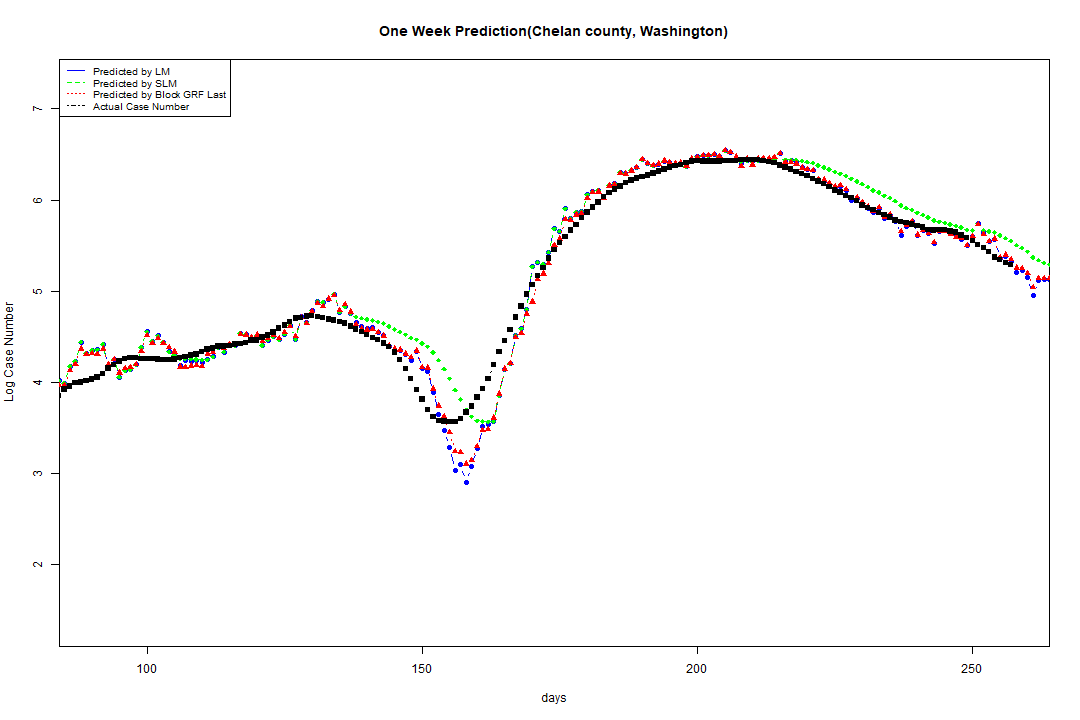 One Week Prediction(Chelan county, Washington)
Predicted by LM
Predicted by SLM
Predicted by Block GRF Last
Actual Case Number
7
6
5
4
3
2
Log Case Number
100 150 200 250
days